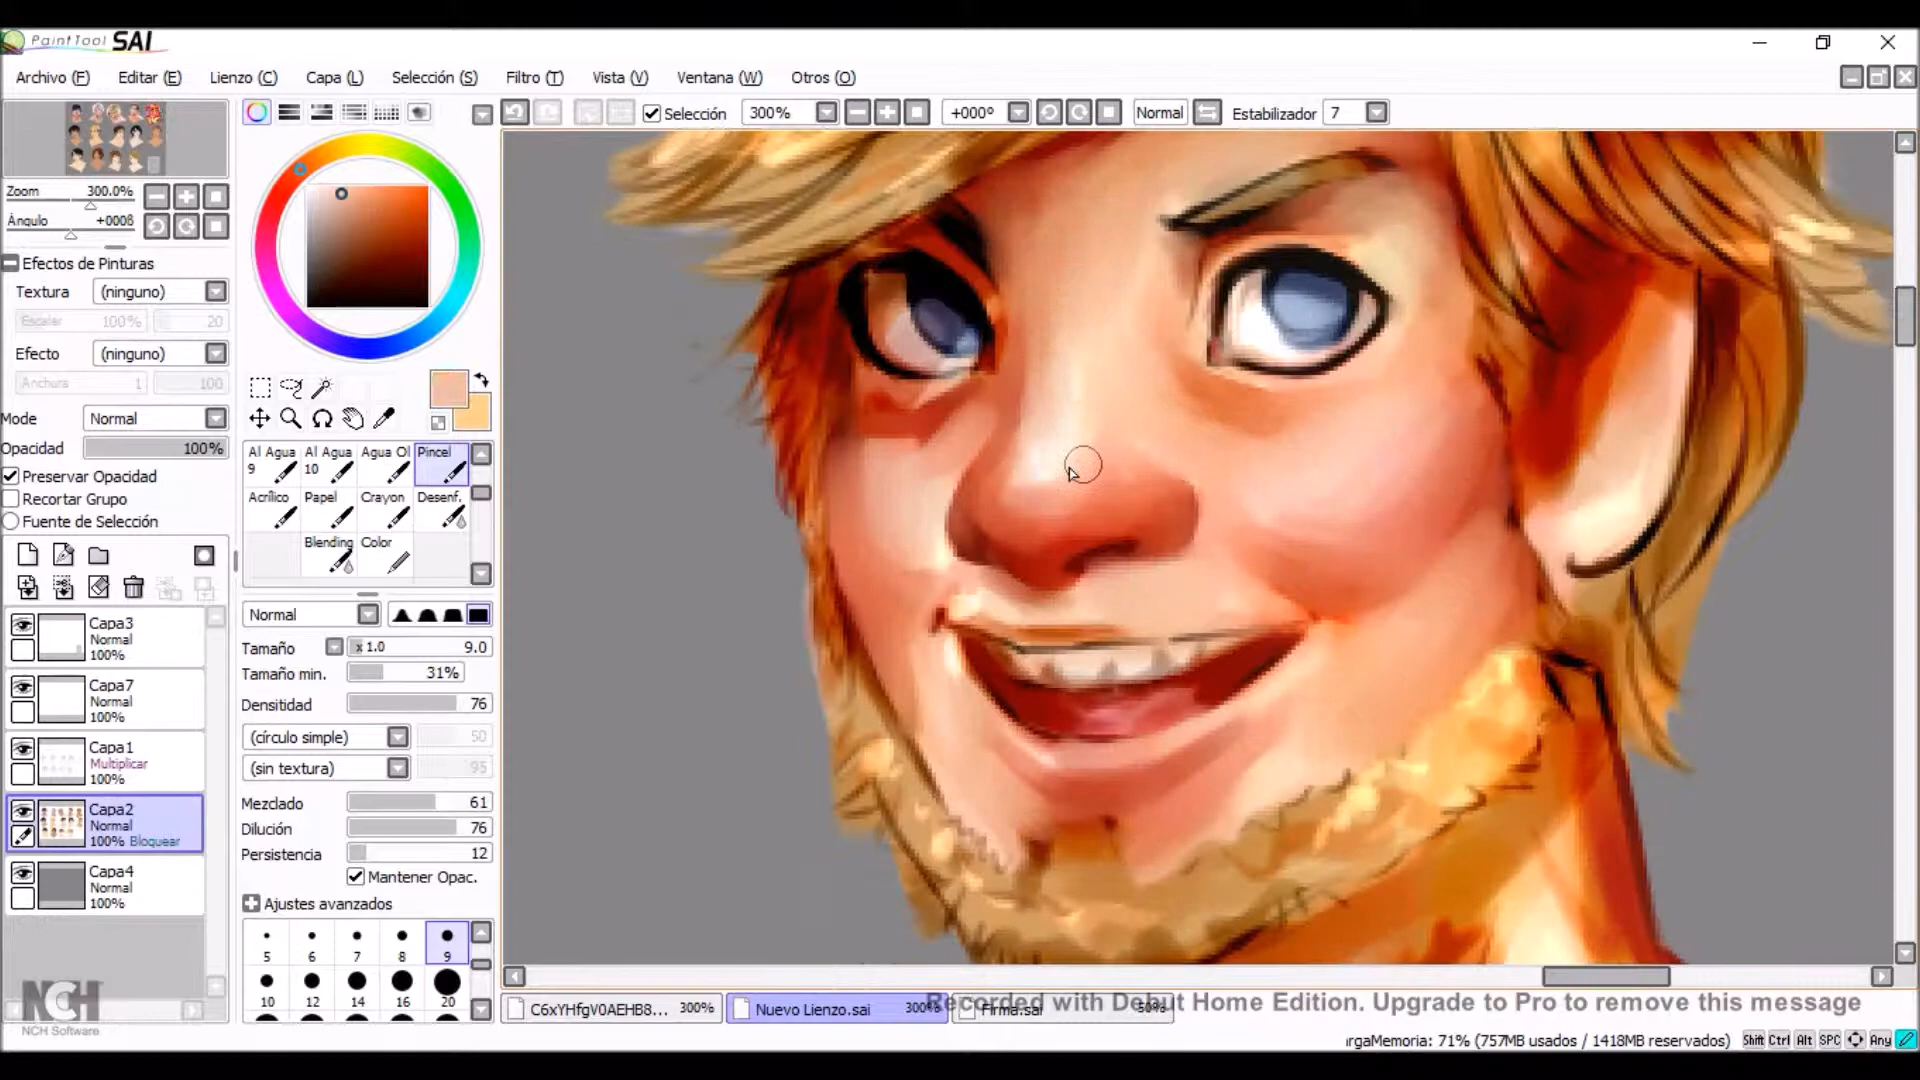 PaintTool SAI
Archivo (F) Editar (E) Lienzo (C) Capa (L) Selección (S) Filtro (T) Vista (V) Ventana (W) Otros (O)
Selección 300% +000º Normal Estabilizador 7
Zoom 300.0%
Ángulo +000º
Efectos de Pinturas
Textura (ninguno)
Escalar 100% 20
Efecto (ninguno)
Anchura 1 100
Mode Normal
Opacidad 100%
Preservar Opacidad
Recortar Grupo
Fuente de Selección
Capa3
Normal
100%
Capa7
Normal
100%
Capa1
Multiplicar
100%
Capa2
Normal
100% Bloquear
Capa4
Normal
100%
NCH
NCH Software
Al Agua 9 Al Agua 10 Agua Ol Pincel
Acrílico Papel Crayon Desenf.
Blending Color
Normal
Tamaño x 1.0 9.0
Tamaño min. 31%
Densitidad 76
(círculo simple) 50
(sin textura) 95
Mezclado 61
Dilución 76
Persistencia 12
Mantener Opac.
Ajustes avanzados
5 6 7 8 9
10 12 14 16 20
C6xYHfgV0AEHB8... 300% Nuevo Lienzo.sai 300% Firma.sai 50%
Recorded with Debut Home Edition. Upgrade to Pro to remove this message
ırgaMemoria: 71% (757MB usados / 1418MB reservados) Shift Ctrl Alt SPC Any